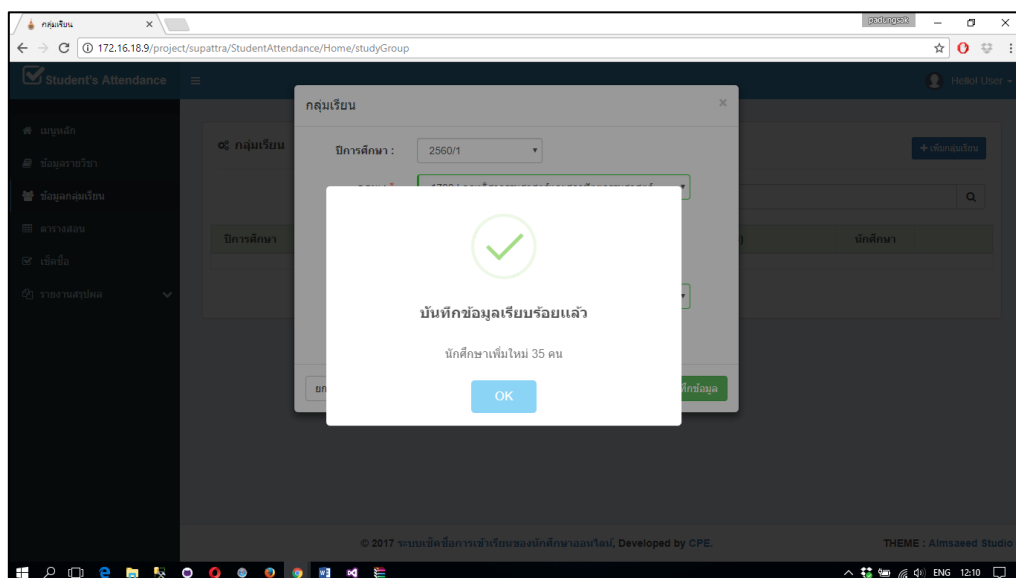 กลุ่มเรียน
padungsak
172.16.18.9/project/supattra/StudentAttendance/Home/studyGroup
Student's Attendance
Hello! User
กลุ่มเรียน
เมนูหลัก
กลุ่มเรียน
ปีการศึกษา :
2560/1
เพิ่มกลุ่มเรียน
ข้อมูลรายวิชา
ข้อมูลกลุ่มเรียน
ตารางสอน
ปีการศึกษา
นักศึกษา
เช็คชื่อ
รายงานสรุปผล
บันทึกข้อมูลเรียบร้อยแล้ว
นักศึกษาเพิ่มใหม่ 35 คน
OK
ยก
ทึกข้อมูล
© 2017 ระบบเช็คชื่อการเข้าเรียนของนักศึกษาออนไลน์, Developed by CPE.
THEME : Almsaeed Studio
ENG 12:10